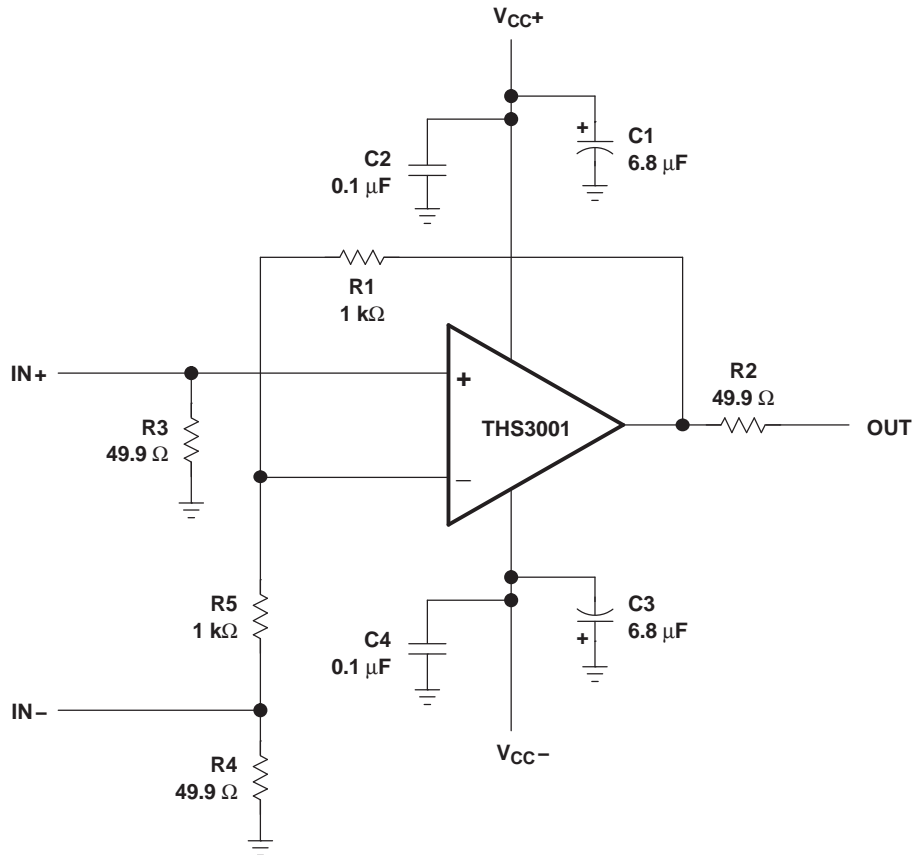 VCC+
C2
0.1 µF
+
C1
6.8 µF
R1
1 kΩ
IN+
+
R3
49.9 Ω
THS3001
R2
49.9 Ω
OUT
−
R5
1 kΩ
C4
0.1 µF
C3
6.8 µF
+
IN−
VCC−
R4
49.9 Ω